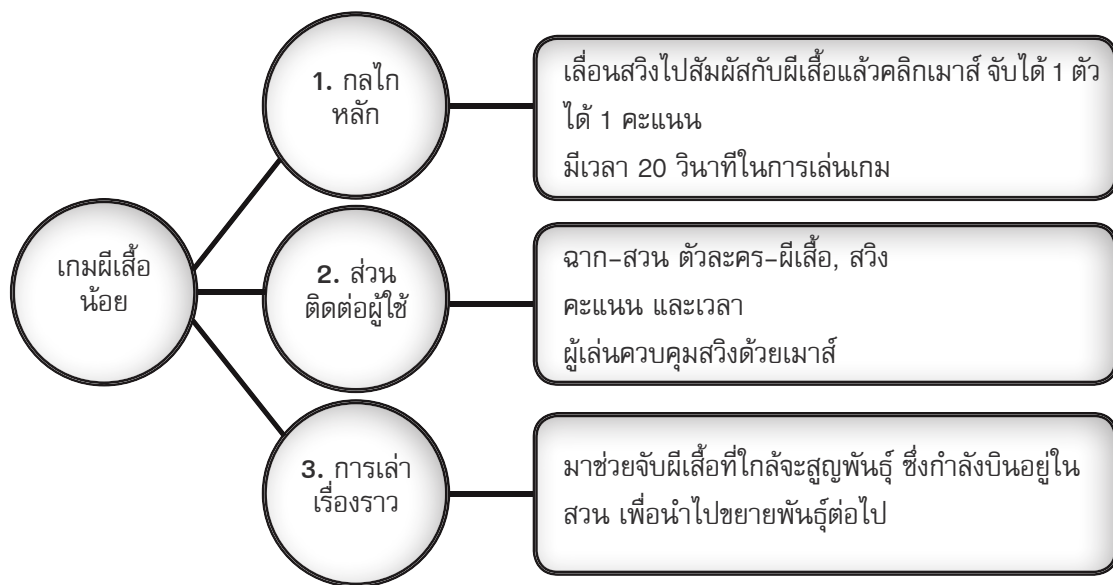 เกมผีเสื้อ
น้อย
1. กลไก
หลัก
เลื่อนสวิงไปสัมผัสกับผีเสื้อแล้วคลิกเมาส์ จับได้ 1 ตัว
ได้ 1 คะแนน
มีเวลา 20 วินาทีในการเล่นเกม
2. ส่วน
ติดต่อผู้ใช้
ฉาก-สวน ตัวละคร-ผีเสื้อ, สวิง
คะแนน และเวลา
ผู้เล่นควบคุมสวิงด้วยเมาส์
3. การเล่า
เรื่องราว
มาช่วยจับผีเสื้อที่ใกล้จะสูญพันธุ์ ซึ่งกำลังบินอยู่ใน
สวน เพื่อนำไปขยายพันธุ์ต่อไป